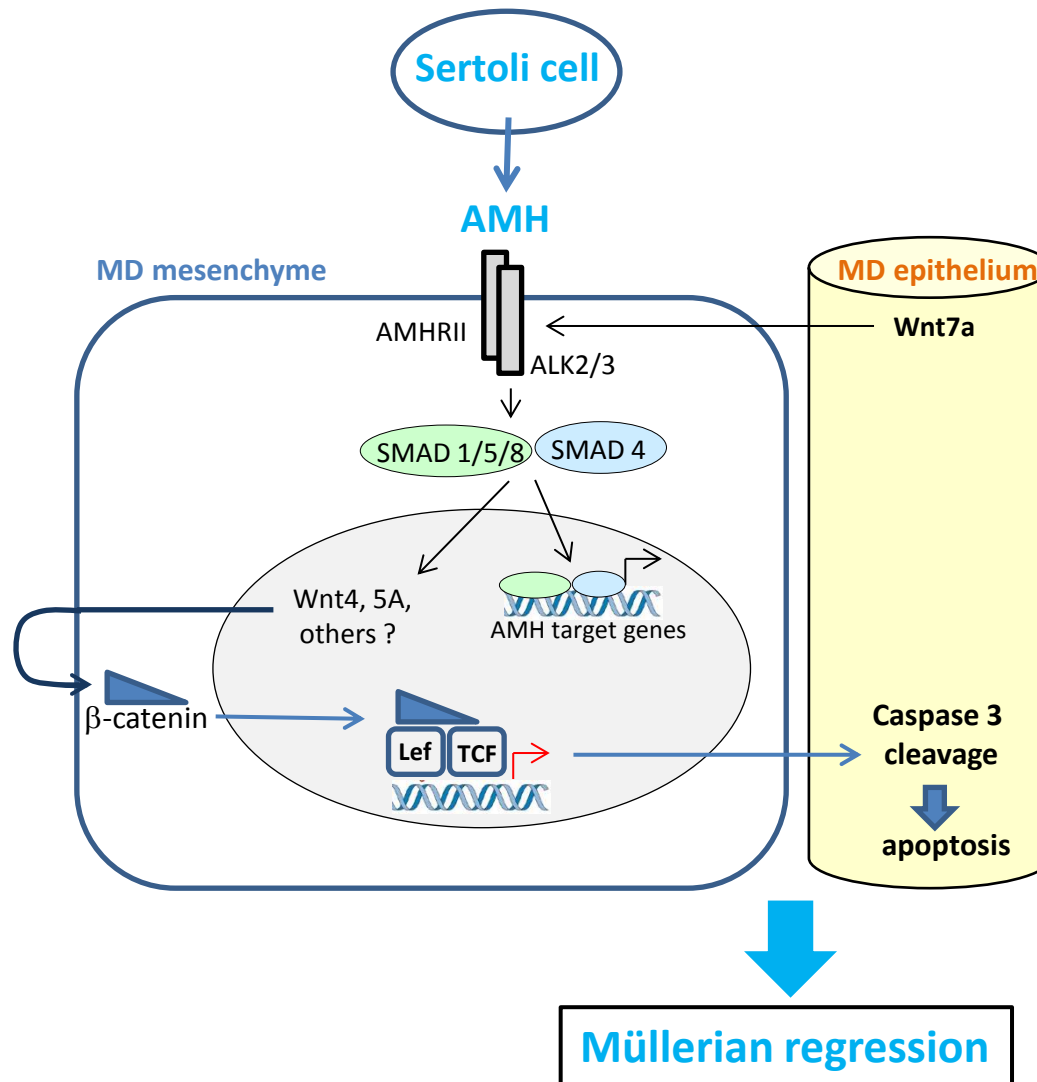 Sertoli cell
AMH
MD mesenchyme
MD epithelium
AMHRII
Wnt7a
ALK2/3
SMAD 1/5/8
SMAD 4
Wnt4, 5A,
others ?
AMH target genes
β-catenin
Lef
TCF
Caspase 3
cleavage
apoptosis
Müllerian regression